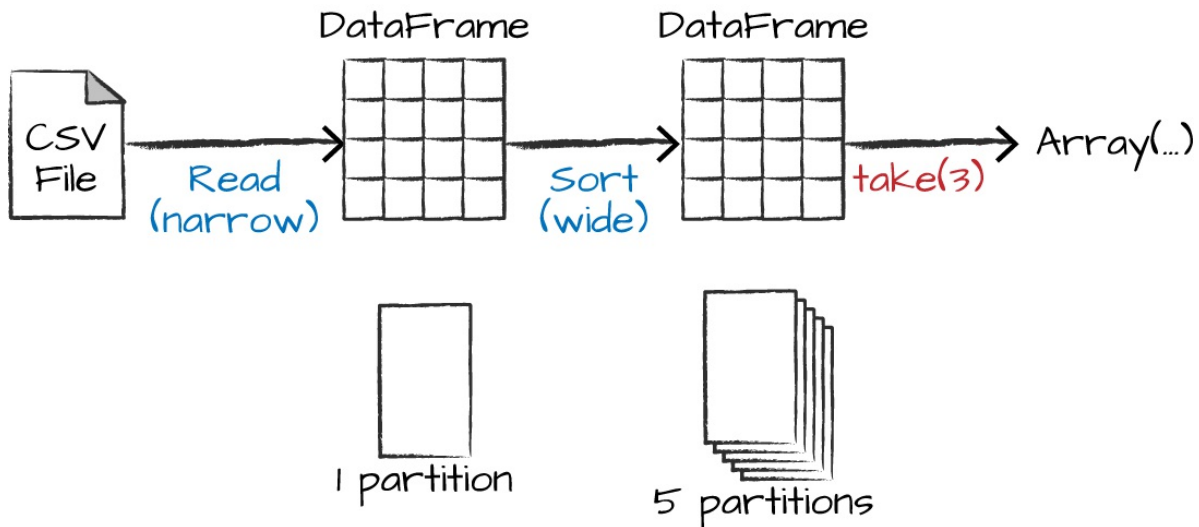 DataFrame
DataFrame
CSV
File
Read
(narrow)
Sort
(wide)
take(3)
Array(...)
1 partition
5 partitions